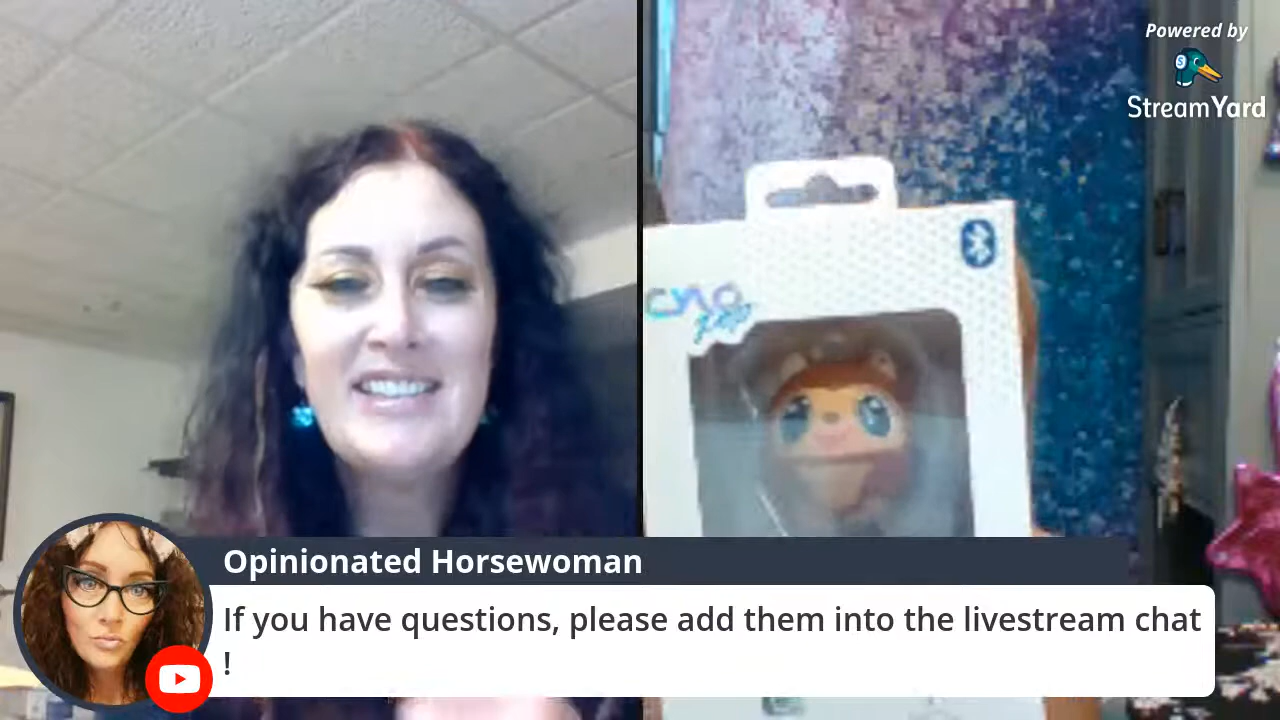 Powered by
StreamYard
Opinionated Horsewoman
If you have questions, please add them into the livestream chat
!